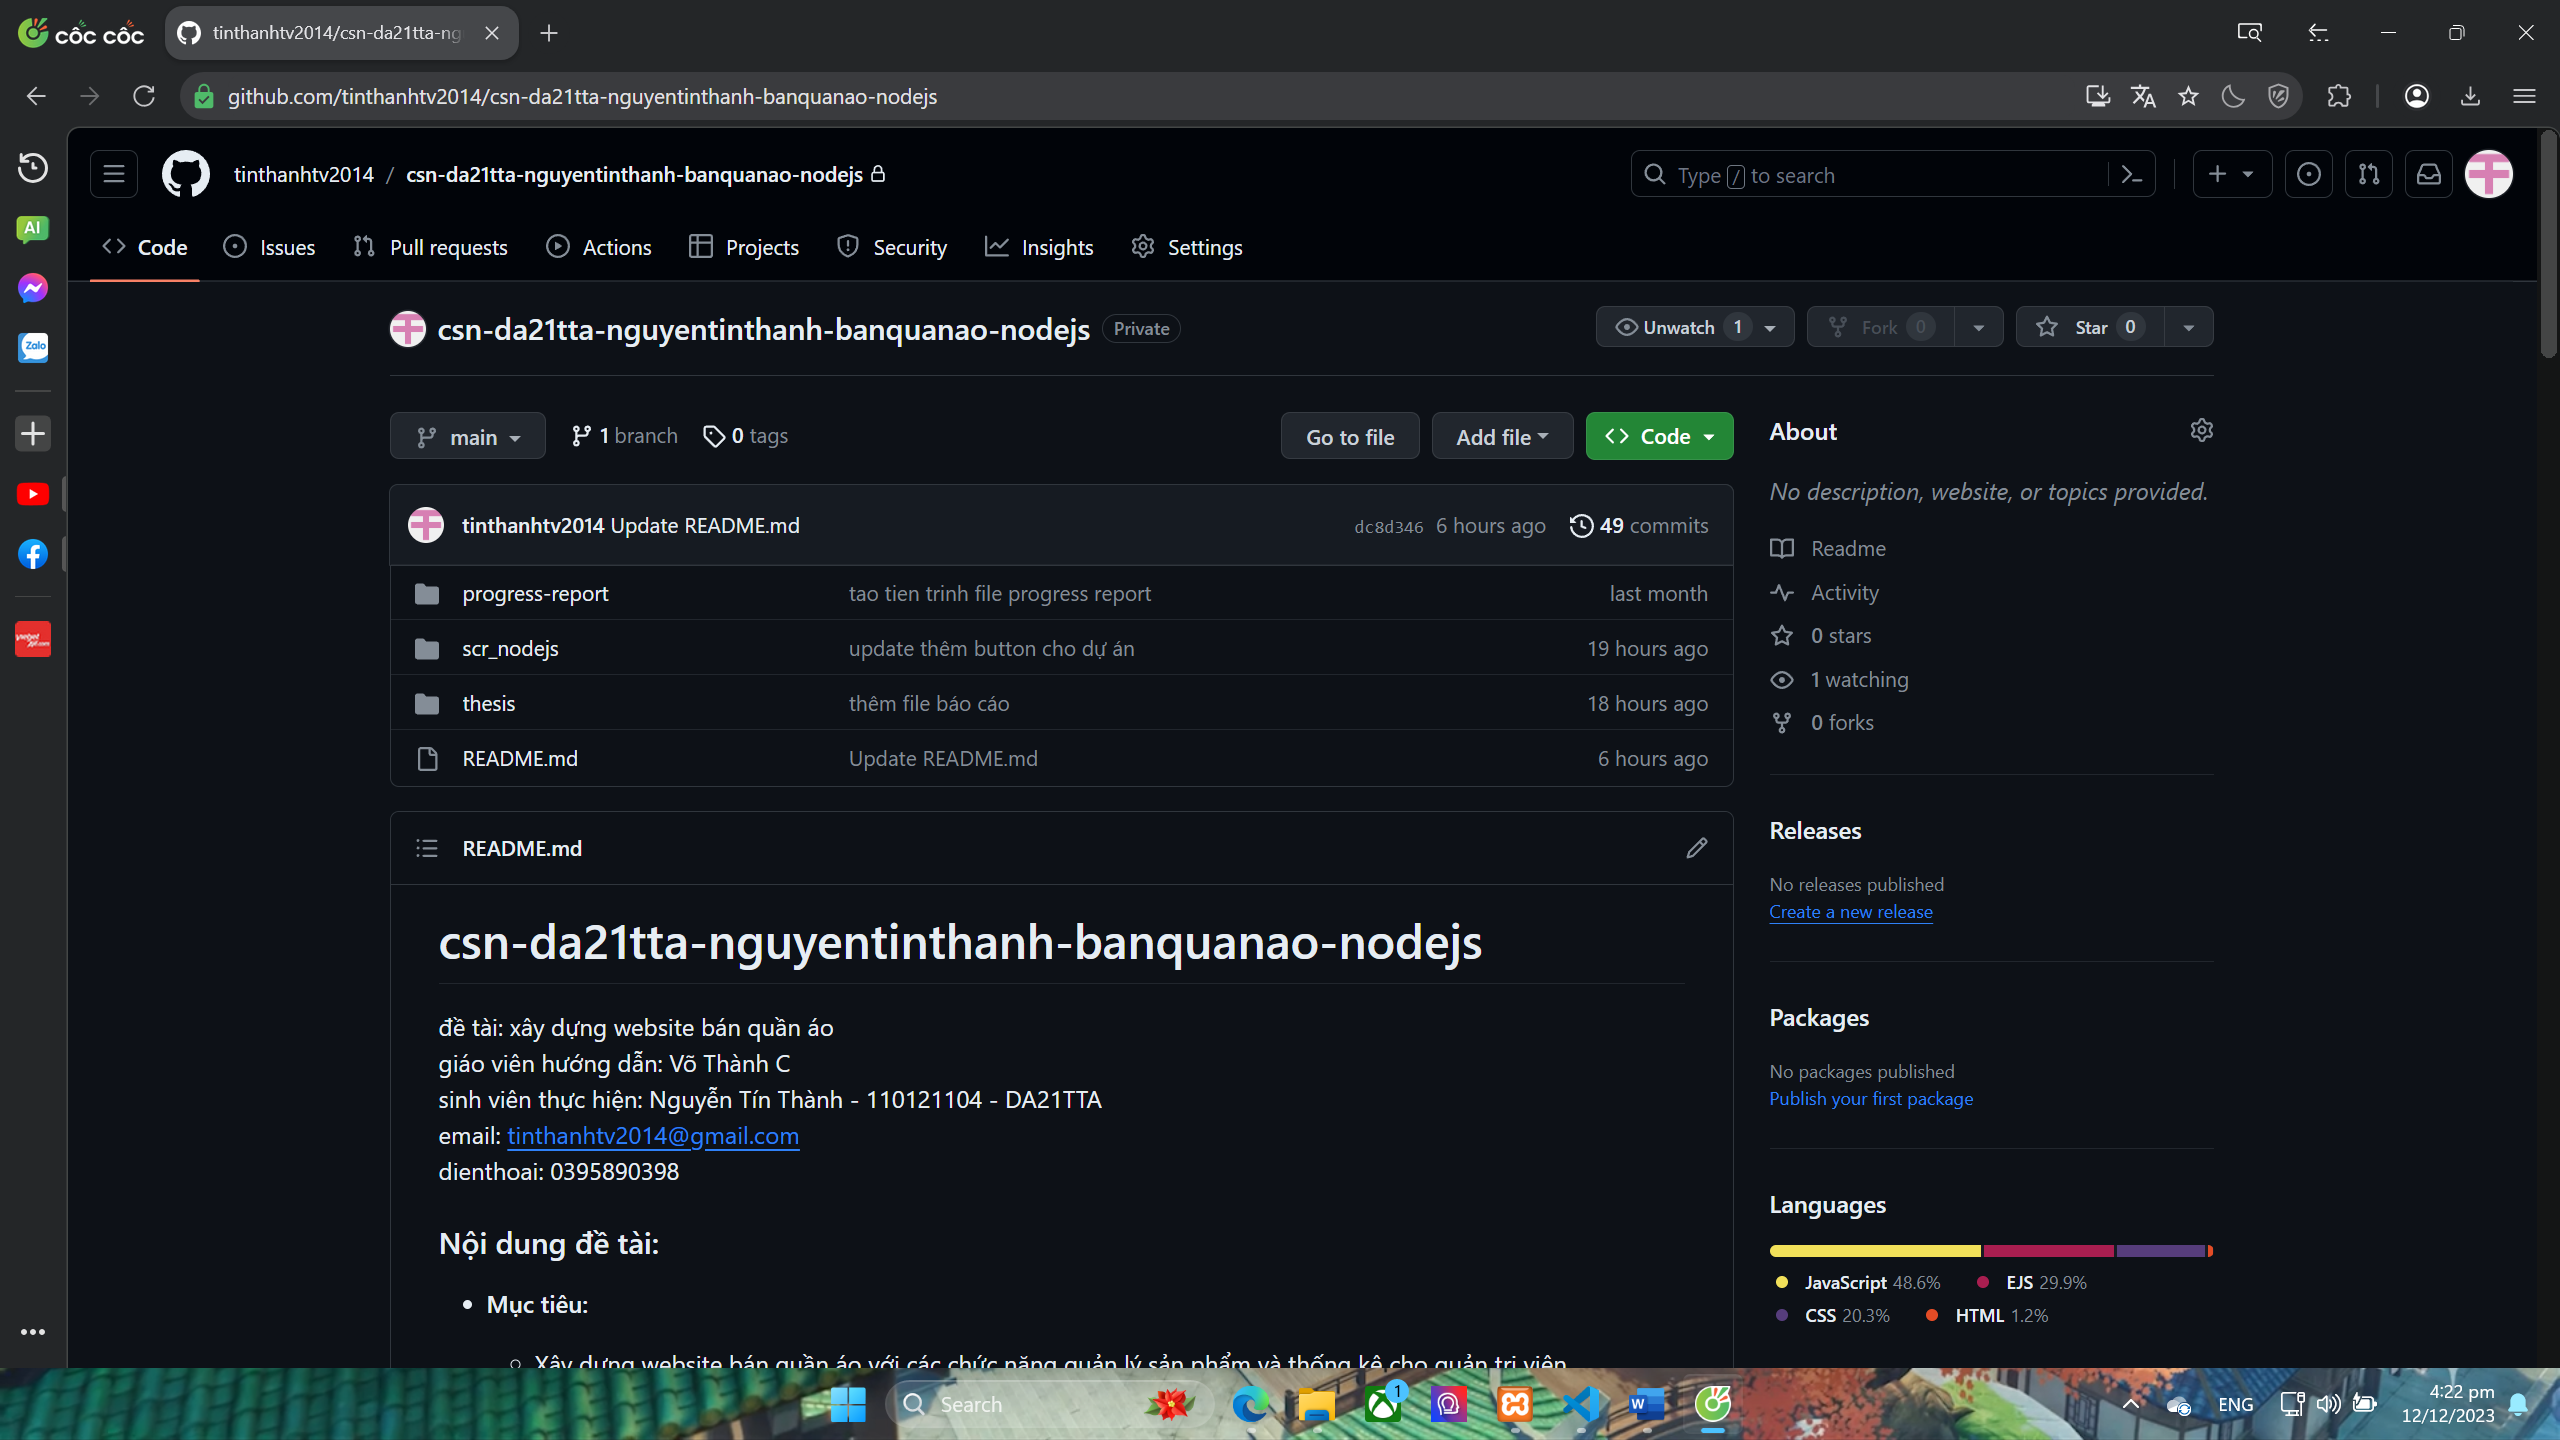 cốc cốc
tinthanhtv2014/csn-da21tta-ng
github.com/tinthanhtv2014/csn-da21tta-nguyentinthanh-banquanao-nodejs
tinthanhtv2014 / csn-da21tta-nguyentinthanh-banquanao-nodejs
Type / to search
Code
Issues
Pull requests
Actions
Projects
Security
Insights
Settings
AI
Zalo
csn-da21tta-nguyentinthanh-banquanao-nodejs Private
Unwatch 1
Fork 0
Star 0
main
1 branch
0 tags
Go to file
Add file
Code
tinthanhtv2014 Update README.md
dc8d346 6 hours ago
49 commits
progress-report tao tien trinh file progress report last month
scr_nodejs update thêm button cho dự án 19 hours ago
thesis thêm file báo cáo 18 hours ago
README.md Update README.md 6 hours ago
README.md
csn-da21tta-nguyentinthanh-banquanao-nodejs
đề tài: xây dựng website bán quần áo
giáo viên hướng dẫn: Võ Thành C
sinh viên thực hiện: Nguyễn Tín Thành - 110121104 - DA21TTA
email: tinthanhtv2014@gmail.com
dienthoai: 0395890398
Nội dung đề tài:
Mục tiêu:
Xây dựng website bán quần áo với các chức năng quản lý sản phẩm và thống kê cho quản trị viên
About
No description, website, or topics provided.
Readme
Activity
0 stars
1 watching
0 forks
Releases
No releases published
Create a new release
Packages
No packages published
Publish your first package
Languages
JavaScript 48.6%
EJS 29.9%
CSS 20.3%
HTML 1.2%
Search
1
W
ENG
4:22 pm
12/12/2023